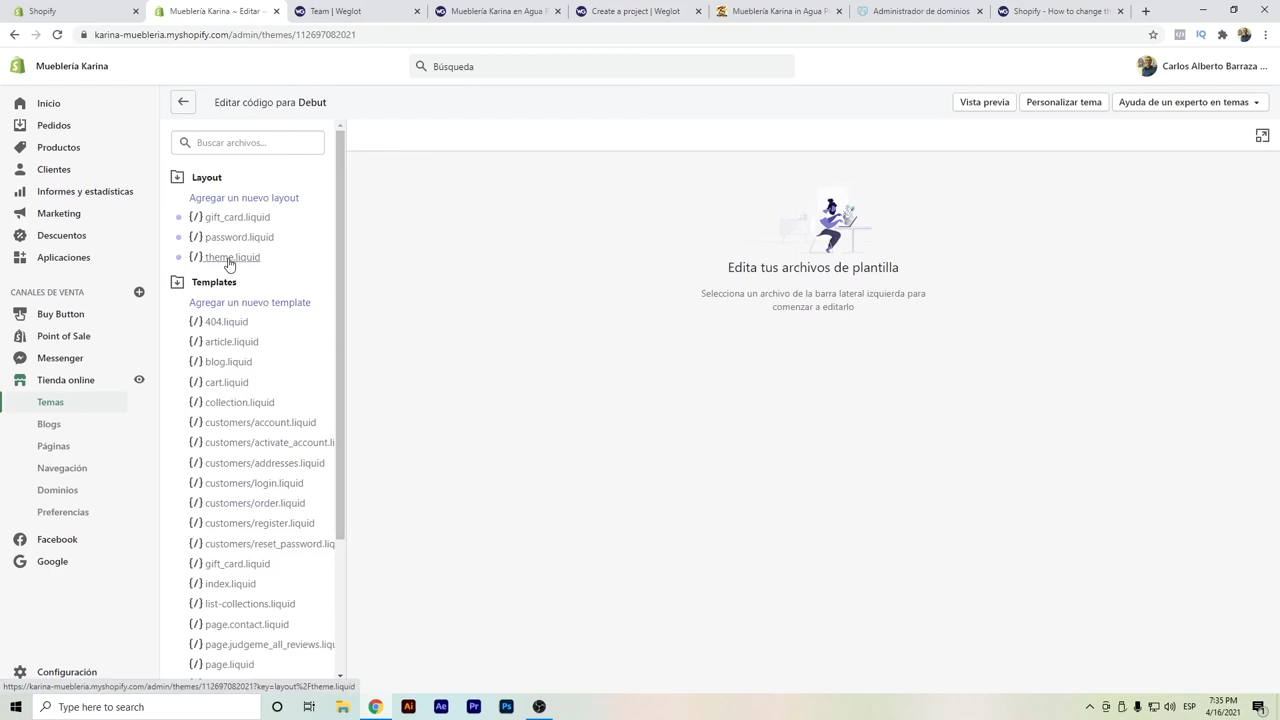 Shopify
Mueblería Karina ~ Editar ~
Team | Weglot
Mueblería Karina en Agua P
Create a project | Weglot
Mueblería Karina en Agua Pr
Administrador de dominios
Shopify - How to change th
karina-muebleria.myshopify.com/admin/themes/112697082021
Mueblería Karina
Búsqueda
Carlos Alberto Barraza ...
Inicio
Pedidos
Productos
Clientes
Informes y estadísticas
Marketing
Descuentos
Aplicaciones
CANALES DE VENTA
Buy Button
Point of Sale
Messenger
Tienda online
Temas
Blogs
Páginas
Navegación
Dominios
Preferencias
Facebook
Google
Configuración
Editar código para Debut
Vista previa
Personalizar tema
Ayuda de un experto en temas
Buscar archivos...
Layout
Agregar un nuevo layout
{/} gift_card.liquid
{/} password.liquid
{/} theme.liquid
Templates
Agregar un nuevo template
{/} 404.liquid
{/} article.liquid
{/} blog.liquid
{/} cart.liquid
{/} collection.liquid
{/} customers/account.liquid
{/} customers/activate_account.li
{/} customers/addresses.liquid
{/} customers/login.liquid
{/} customers/order.liquid
{/} customers/register.liquid
{/} customers/reset_password.liq
{/} gift_card.liquid
{/} index.liquid
{/} list-collections.liquid
{/} page.contact.liquid
{/} page.judgeme_all_reviews.liqu
{/} page.liquid
Edita tus archivos de plantilla
Selecciona un archivo de la barra lateral izquierda para
comenzar a editarlo
https://karina-muebleria.myshopify.com/admin/themes/112697082021?key=layout%2Ftheme.liquid
Type here to search
Ai
Ae
Pr
Ps
ESP
7:35 PM
4/16/2021